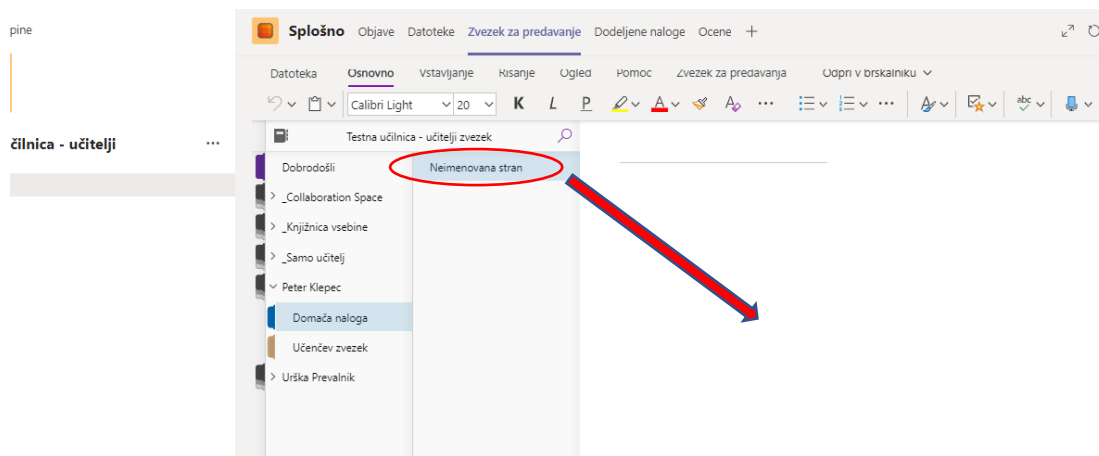 pine
čilnica - učitelji ...
Splošno Objave Datoteke Zvezek za predavanje Dodeljene naloge Ocene +
Datoteka Osnovno Vstavljanje Risanje Ogled Pomoč Zvezek za predavanja Odpri v brskalniku
Calibri Light 20 K L P A A ... ... abc
Testna učilnica - učitelji zvezek
Dobrodošli
Neimenovana stran
_Collaboration Space
_Knjižnica vsebine
_Samo učitelj
Peter Klepec
Domača naloga
Učenčev zvezek
Urška Prevalnik